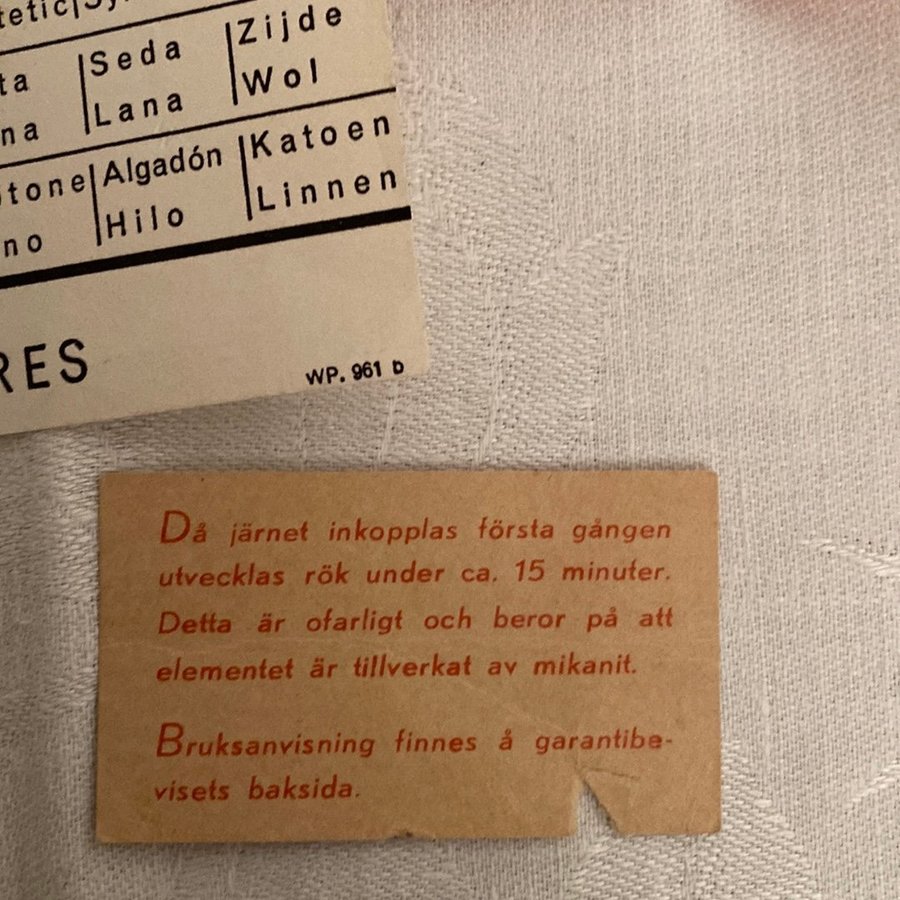 Seda Zijde
Lana Wol
Algadón Katoen
Hilo Linnen
WP. 961 b
Då järnet inkopplas första gången
utvecklas rök under ca. 15 minuter.
Detta är ofarligt och beror på att
elementet är tillverkat av mikanit.
Bruksanvisning finnes å garantibe-
visets baksida.